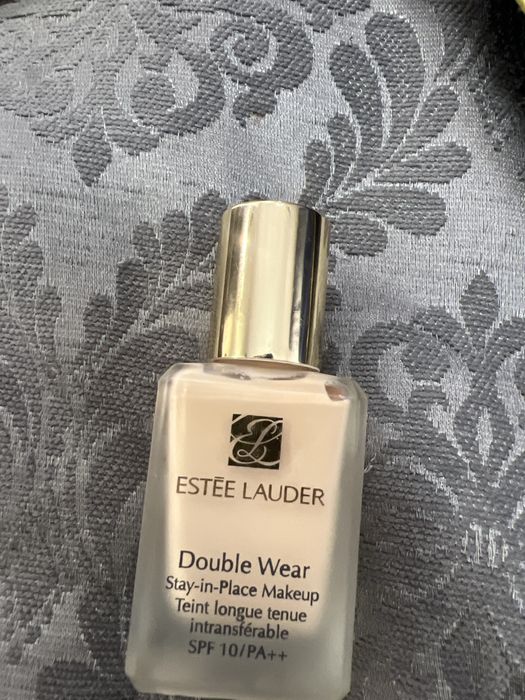 ESTĒE LAUDER
Double Wear
Stay-in-Place Makeup
Teint longue tenue
intransférable
SPF 10/PA++